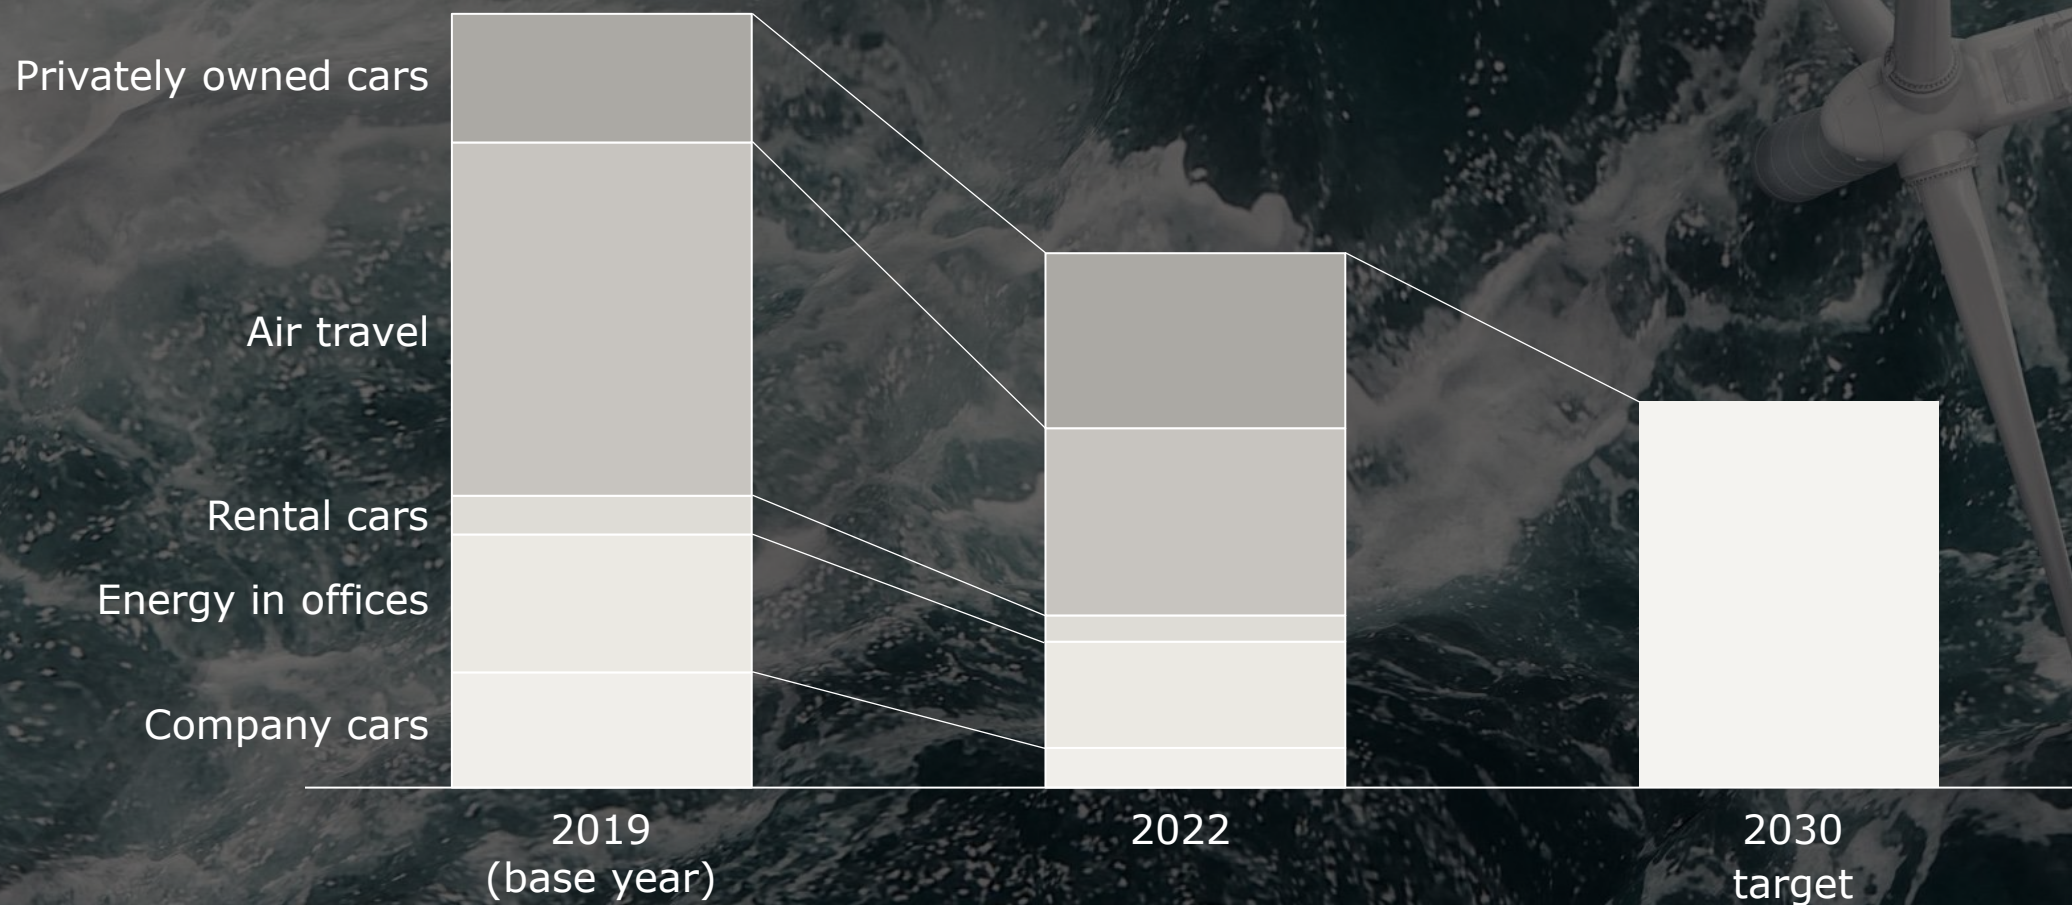 Privately owned cars
Air travel
Rental cars
Energy in offices
Company cars
2019
(base year)
2022
2030
target